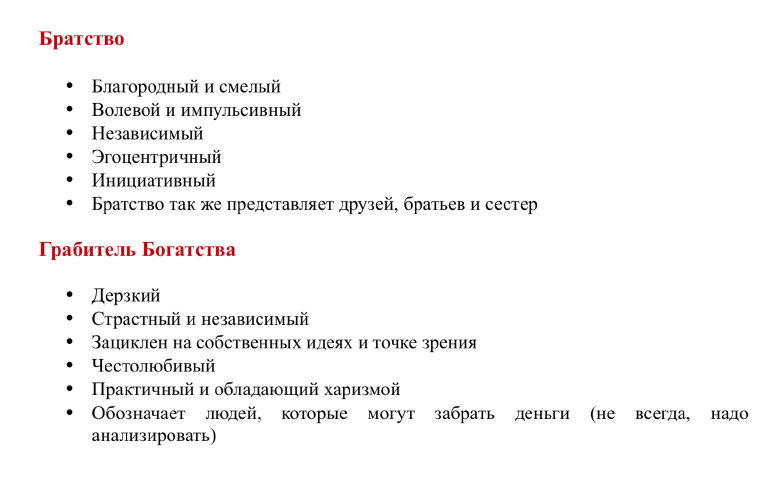 Братство
• Благородный и смелый
• Волевой и импульсивный
• Независимый
• Эгоцентричный
• Инициативный
• Братство так же представляет друзей, братьев и сестер
Грабитель Богатства
• Дерзкий
• Страстный и независимый
• Зациклен на собственных идеях и точке зрения
• Честолюбивый
• Практичный и обладающий харизмой
• Обозначает людей, которые могут забрать деньги (не всегда, надо
анализировать)